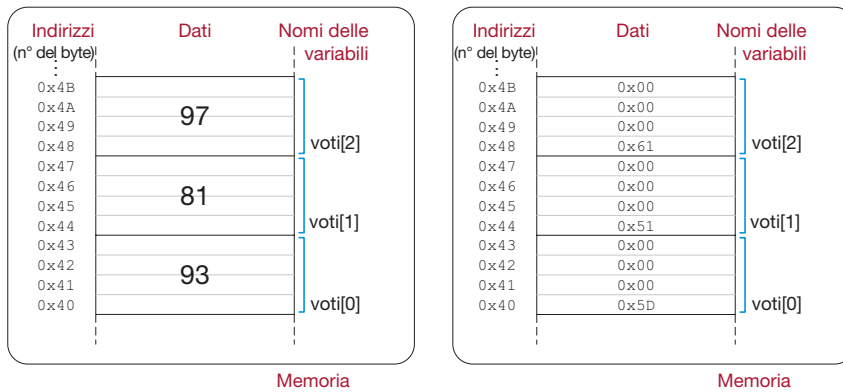 Indirizzi Dati Nomi delle
(n° del byte) variabili
0x4B
0x4A
97
0x49
0x48 voti[2]
0x47
0x46
81
0x45
0x44 voti[1]
0x43
0x42
93
0x41
0x40 voti[0]
Memoria
Indirizzi Dati Nomi delle
(n° del byte) variabili
0x4B 0x00
0x4A 0x00
0x49 0x00
0x48 0x61 voti[2]
0x47 0x00
0x46 0x00
0x45 0x00
0x44 0x51 voti[1]
0x43 0x00
0x42 0x00
0x41 0x00
0x40 0x5D voti[0]
Memoria